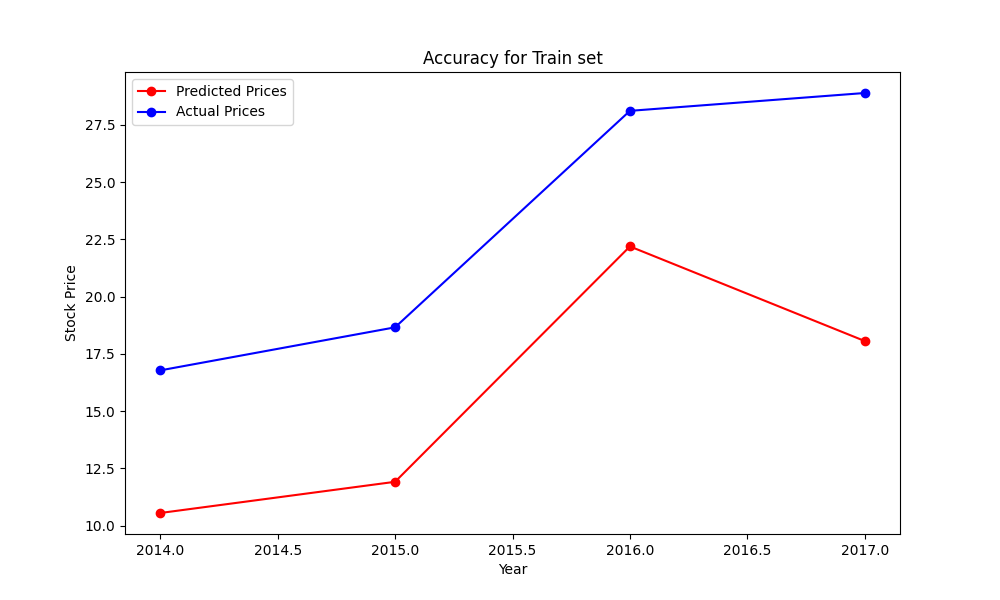 Accuracy for Train set
Predicted Prices
Actual Prices
27.5
25.0
22.5
20.0
17.5
15.0
12.5
10.0
Stock Price
2014.0 2014.5 2015.0 2015.5 2016.0 2016.5 2017.0
Year